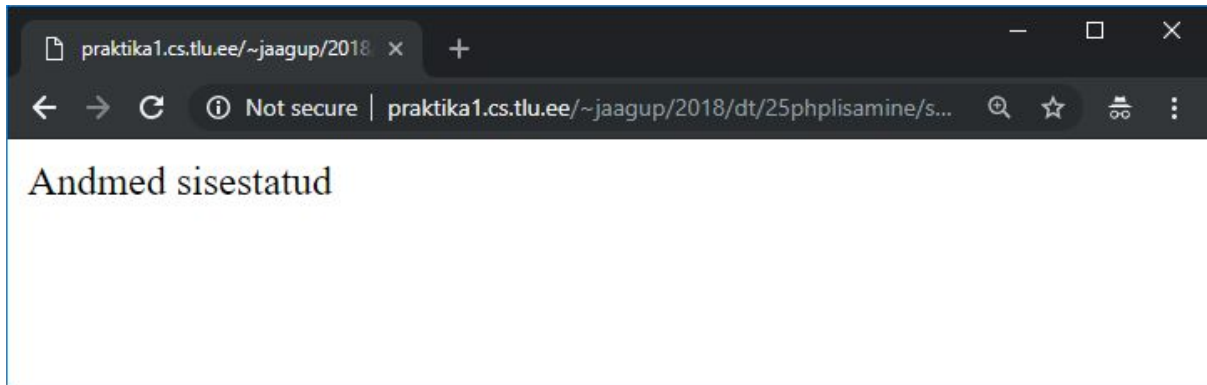 praktika1.cs.tlu.ee/~jaagup/2018
Not secure | praktika1.cs.tlu.ee/~jaagup/2018/dt/25phplisamine/s...
Andmed sisestatud